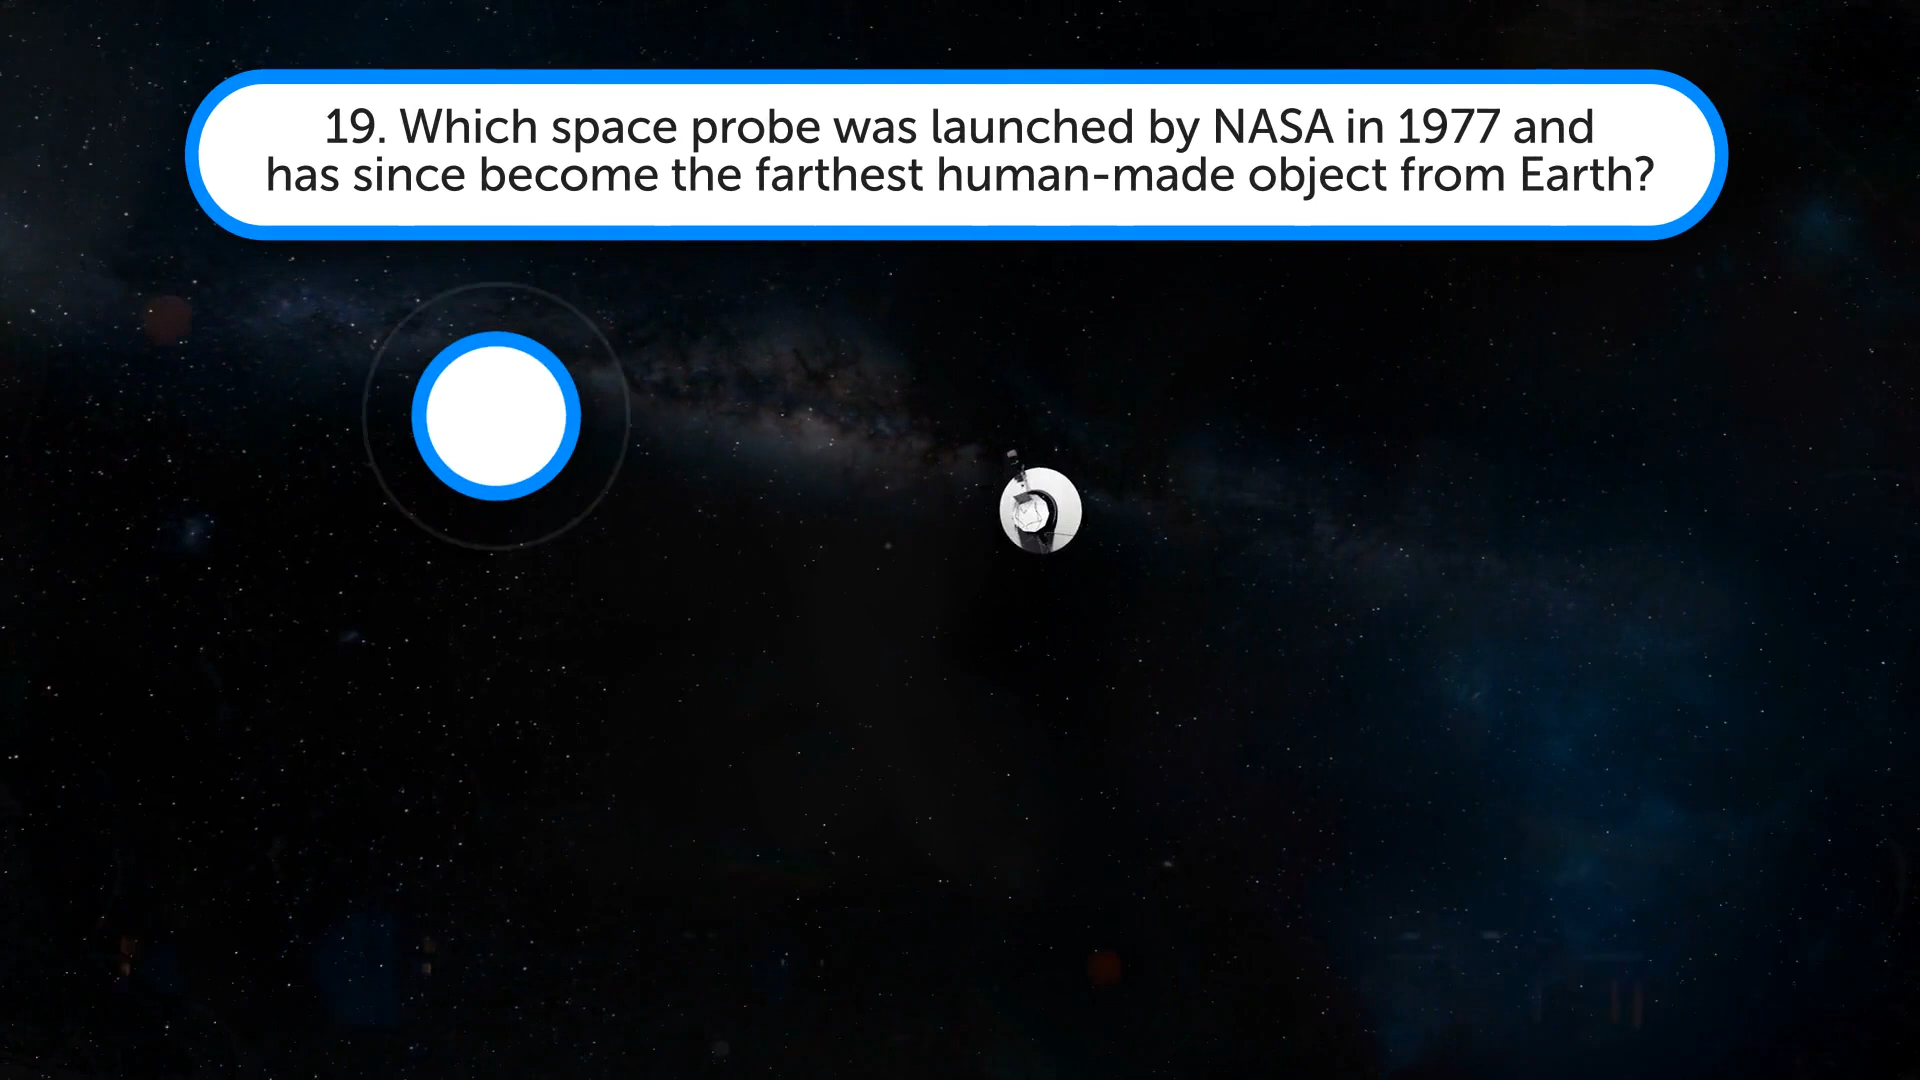 19. Which space probe was launched by NASA in 1977 and
has since become the farthest human-made object from Earth?